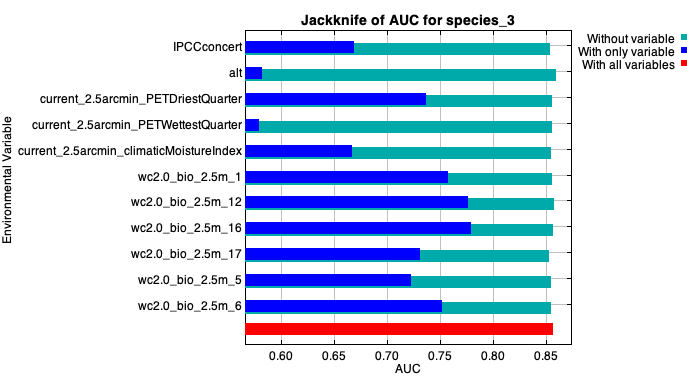 Jackknife of AUC for species_3
Without variable
With only variable
With all variables
Environmental Variable
IPCCconcert
alt
current_2.5arcmin_PETDriestQuarter
current_2.5arcmin_PETWettestQuarter
current_2.5arcmin_climaticMoistureIndex
wc2.0_bio_2.5m_1
wc2.0_bio_2.5m_12
wc2.0_bio_2.5m_16
wc2.0_bio_2.5m_17
wc2.0_bio_2.5m_5
wc2.0_bio_2.5m_6
0.60 0.65 0.70 0.75 0.80 0.85
AUC